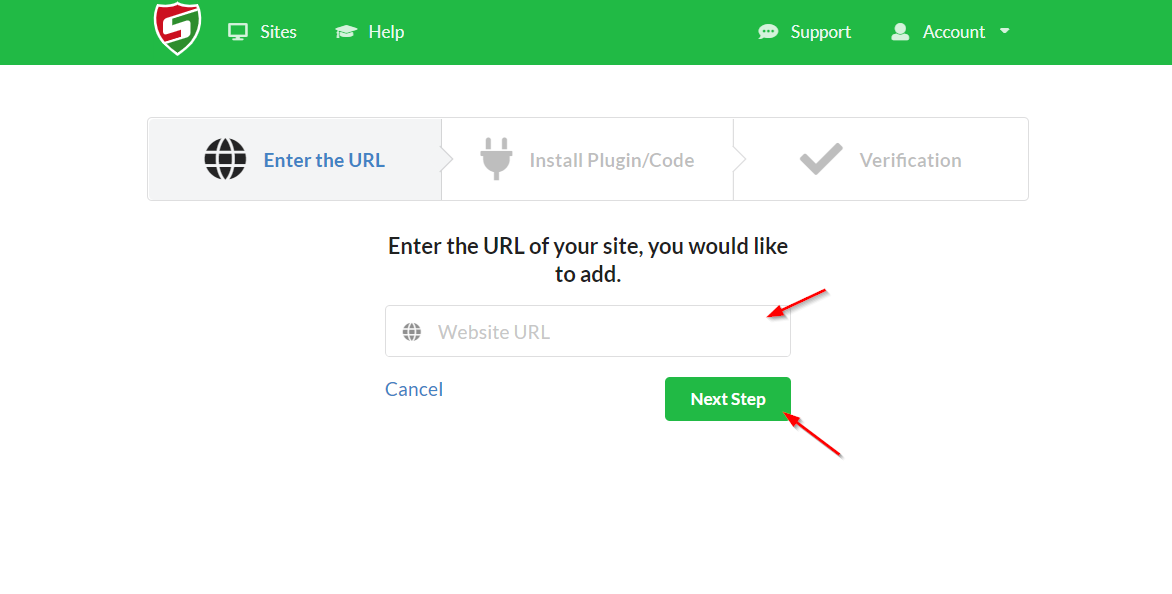 Sites
Help
Support
Account
Enter the URL
Install Plugin/Code
Verification
Enter the URL of your site, you would like
to add.
Website URL
Cancel
Next Step